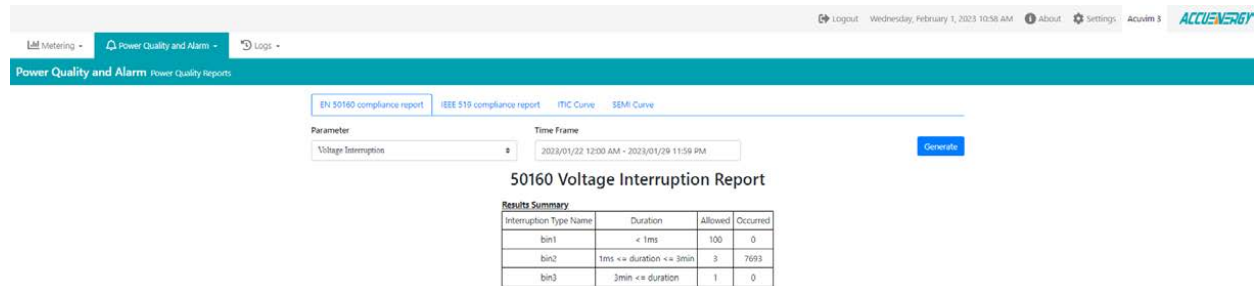 Logout Wednesday, February 1, 2023 10:58 AM About Settings Acuvim 3 ACCUENERGY
Metering Power Quality and Alarm Logs
Power Quality and Alarm Power Quality Reports
EN 50160 compliance report IEEE 519 compliance report ITIC Curve SEMI Curve
Parameter Time Frame
Voltage Interruption 2023/01/22 12:00 AM - 2023/01/29 11:59 PM Generate
50160 Voltage Interruption Report
Results Summary
Interruption Type Name Duration Allowed Occurred
bin1 < 1ms 100 0
bin2 1ms <= duration <= 3min 3 7693
bin3 3min <= duration 1 0